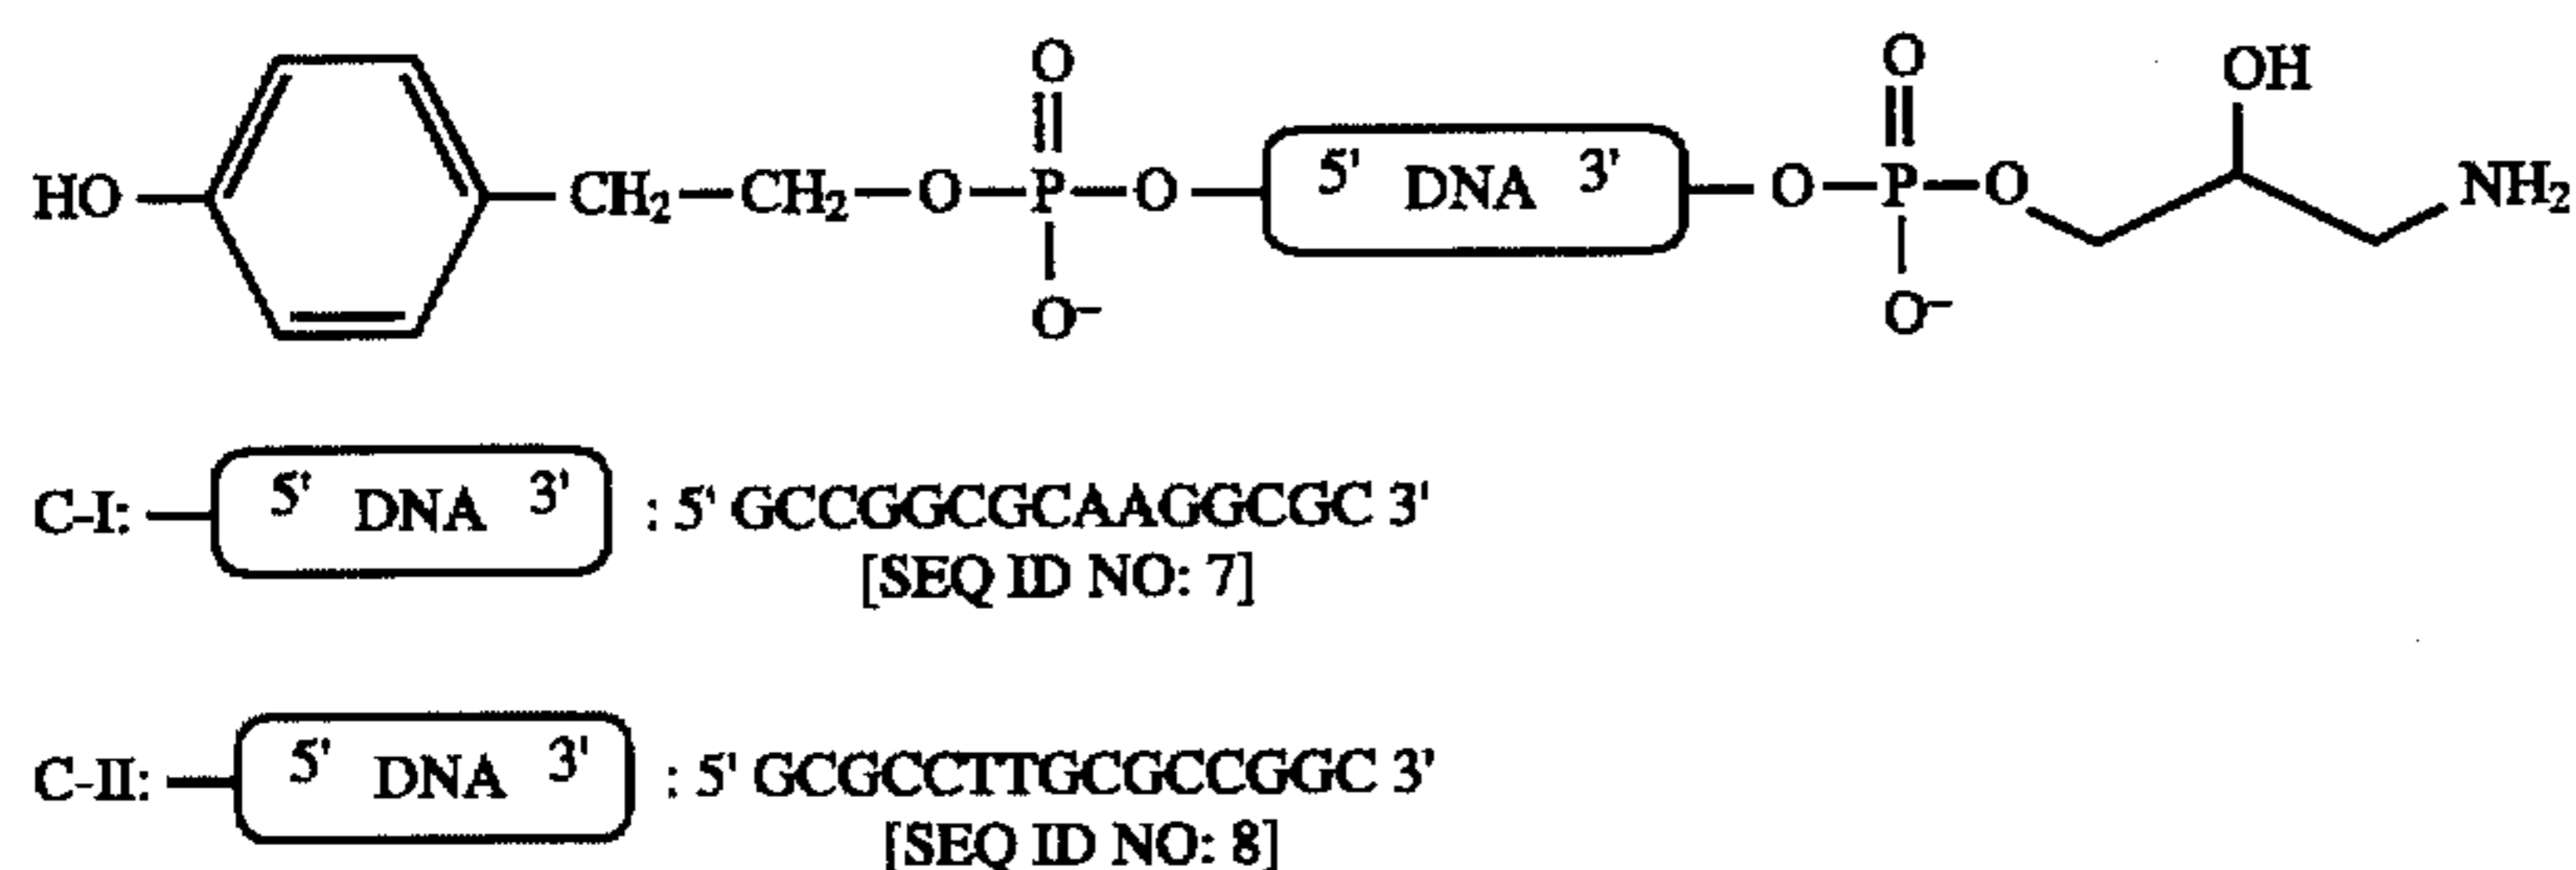 HO—CH₂—CH₂—O—P(=O)(O⁻)—O— 5' DNA 3' —O—P(=O)(O⁻)—O OH NH₂
C-I: — 5' DNA 3' : 5' GCCGGCGCAAGGCGC 3'
[SEQ ID NO: 7]
C-II: — 5' DNA 3' : 5' GCGCCTTGCGCCGGC 3'
[SEQ ID NO: 8]